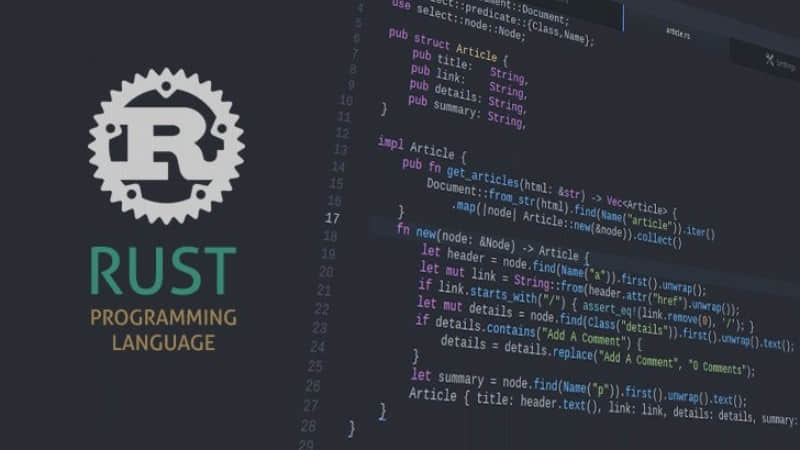 R
RUST
PROGRAMMING
LANGUAGE
article.rs
Settings
4
5
6
7
8
9
10
11
12
13
14
15
16
17
18
19
20
21
22
23
24
25
26
27
28
29
use select::predicate::{Class,Name};
use select::node::Node;
pub struct Article {
pub title: String,
pub link: String,
pub details: String,
pub summary: String,
}
impl Article {
pub fn get_articles(html: &str) -> Vec<Article> {
Document::from_str(html).find(Name("article")).iter()
.map(|node| Article::new(&node)).collect()
}
fn new(node: &Node) -> Article {
let header = node.find(Name("a")).first().unwrap();
let mut link = String::from(header.attr("href").unwrap());
if link.starts_with("/") { assert_eq!(link.remove(0), '/'); }
let mut details = node.find(Class("details")).first().unwrap().text();
if details.contains("Add A Comment") {
details = details.replace("Add A Comment", "0 Comments");
}
let summary = node.find(Name("p")).first().unwrap().text();
Article { title: header.text(), link: link, details: details, summary:
}
}